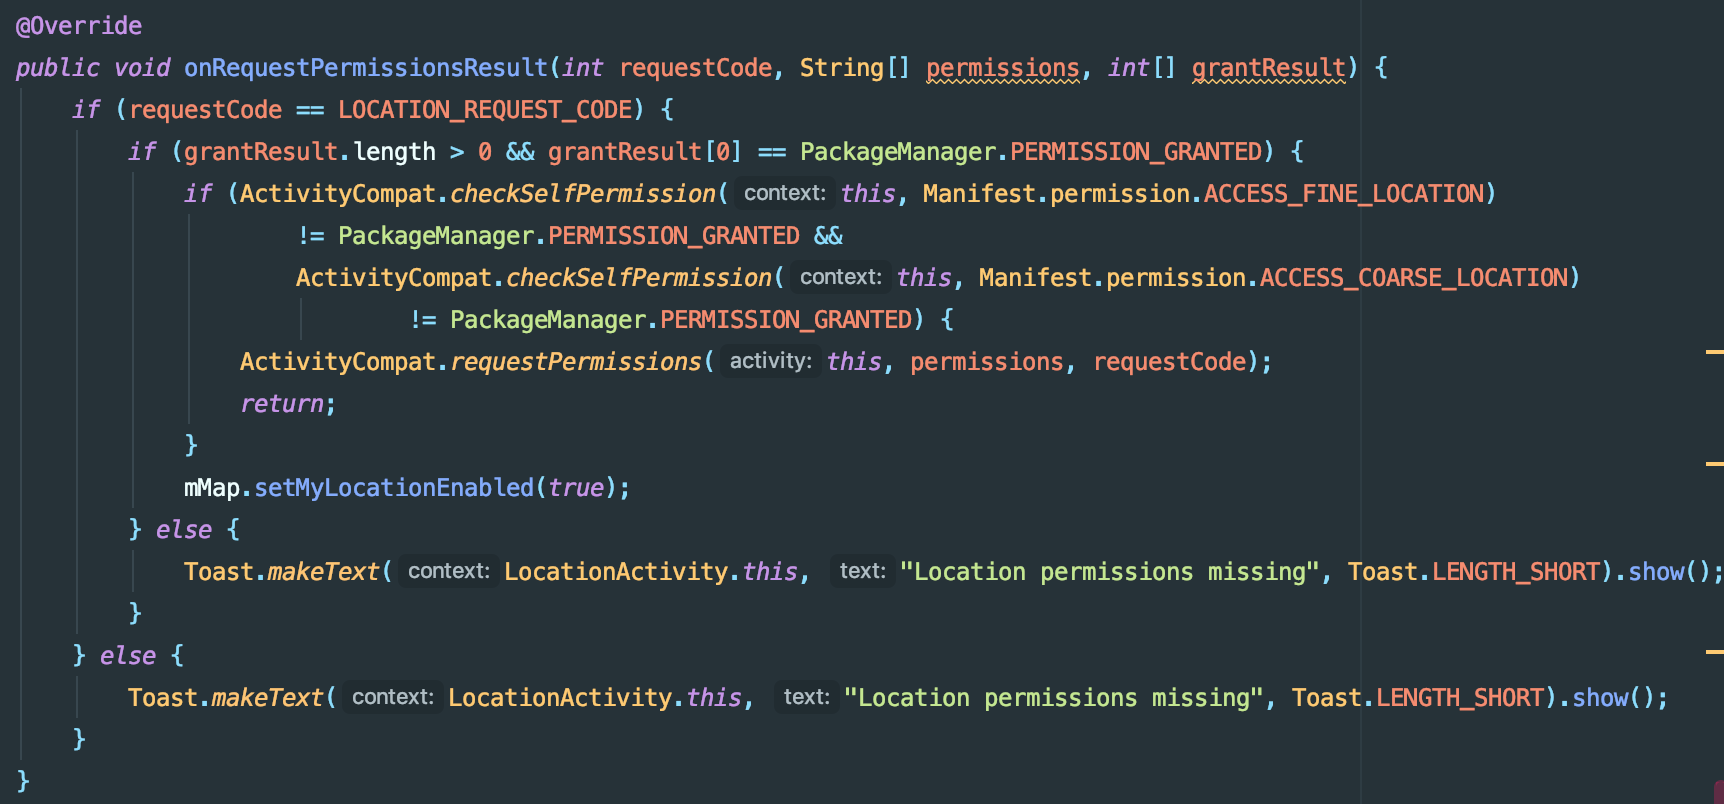 @Override
public void onRequestPermissionsResult(int requestCode, String[] permissions, int[] grantResult) {
if (requestCode == LOCATION_REQUEST_CODE) {
if (grantResult.length > 0 && grantResult[0] == PackageManager.PERMISSION_GRANTED) {
if (ActivityCompat.checkSelfPermission( context: this, Manifest.permission.ACCESS_FINE_LOCATION)
!= PackageManager.PERMISSION_GRANTED &&
ActivityCompat.checkSelfPermission( context: this, Manifest.permission.ACCESS_COARSE_LOCATION)
!= PackageManager.PERMISSION_GRANTED) {
ActivityCompat.requestPermissions( activity: this, permissions, requestCode);
return;
}
mMap.setMyLocationEnabled(true);
} else {
Toast.makeText( context: LocationActivity.this, text: "Location permissions missing", Toast.LENGTH_SHORT).show();
}
} else {
Toast.makeText( context: LocationActivity.this, text: "Location permissions missing", Toast.LENGTH_SHORT).show();
}
}